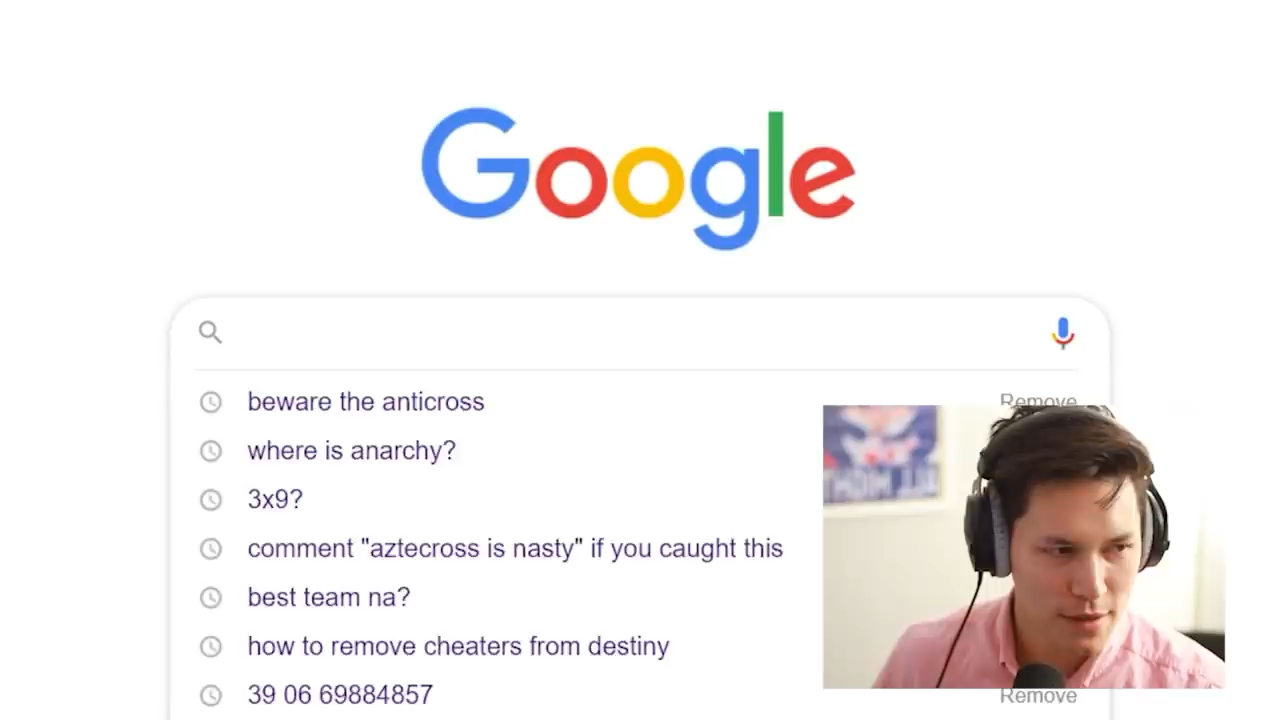 Google
beware the anticross
Remove
where is anarchy?
3x9?
comment "aztecross is nasty" if you caught this
best team na?
how to remove cheaters from destiny
39 06 69884857
Remove